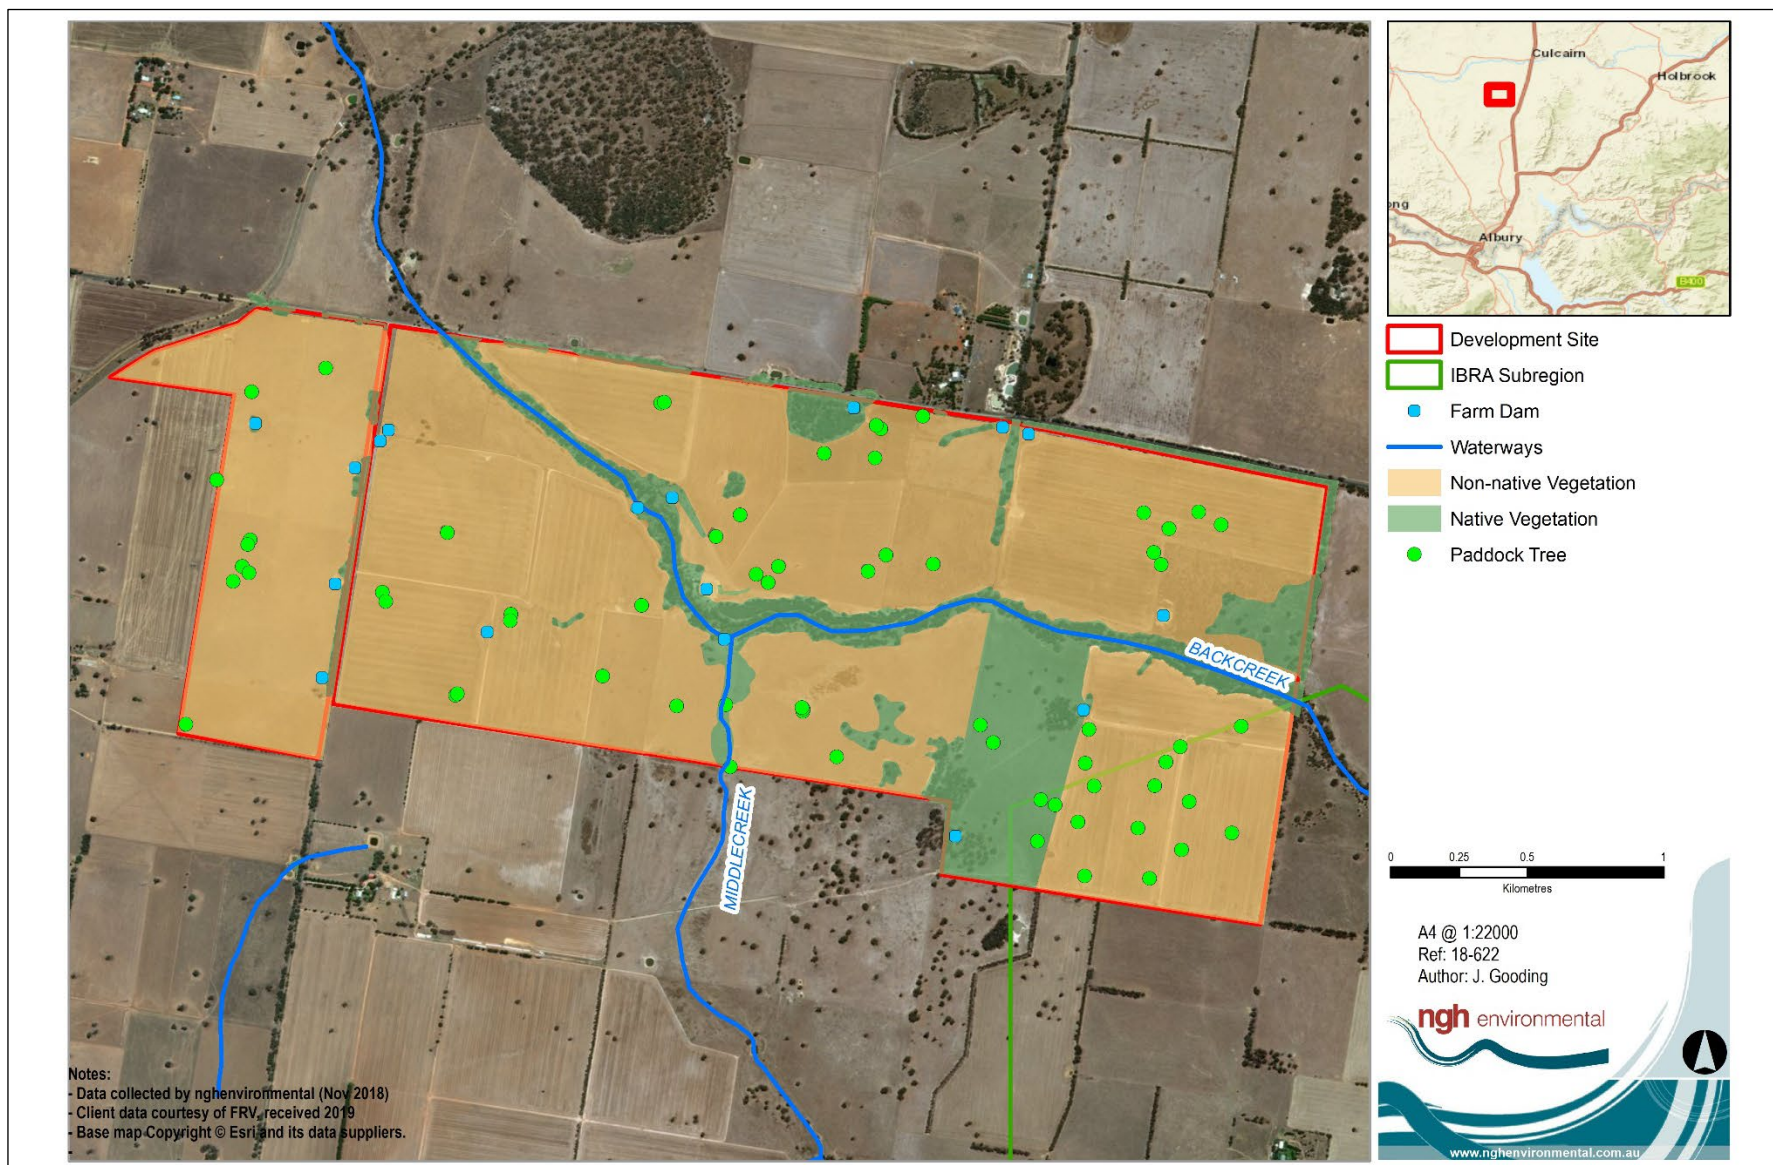 Culcairn
Holbrook
ong
Albury
B400
Development Site
IBRA Subregion
Farm Dam
Waterways
Non-native Vegetation
Native Vegetation
Paddock Tree
BACKCREEK
MIDDLECREEK
0 0.25 0.5 1
Kilometres
A4 @ 1:22000
Ref: 18-622
Author: J. Gooding
ngh environmental
www.nghenvironmental.com.au
Notes:
- Data collected by nghenvironmental (Nov 2018)
- Client data courtesy of FRV, received 2019
- Base map Copyright © Esri and its data suppliers.
-